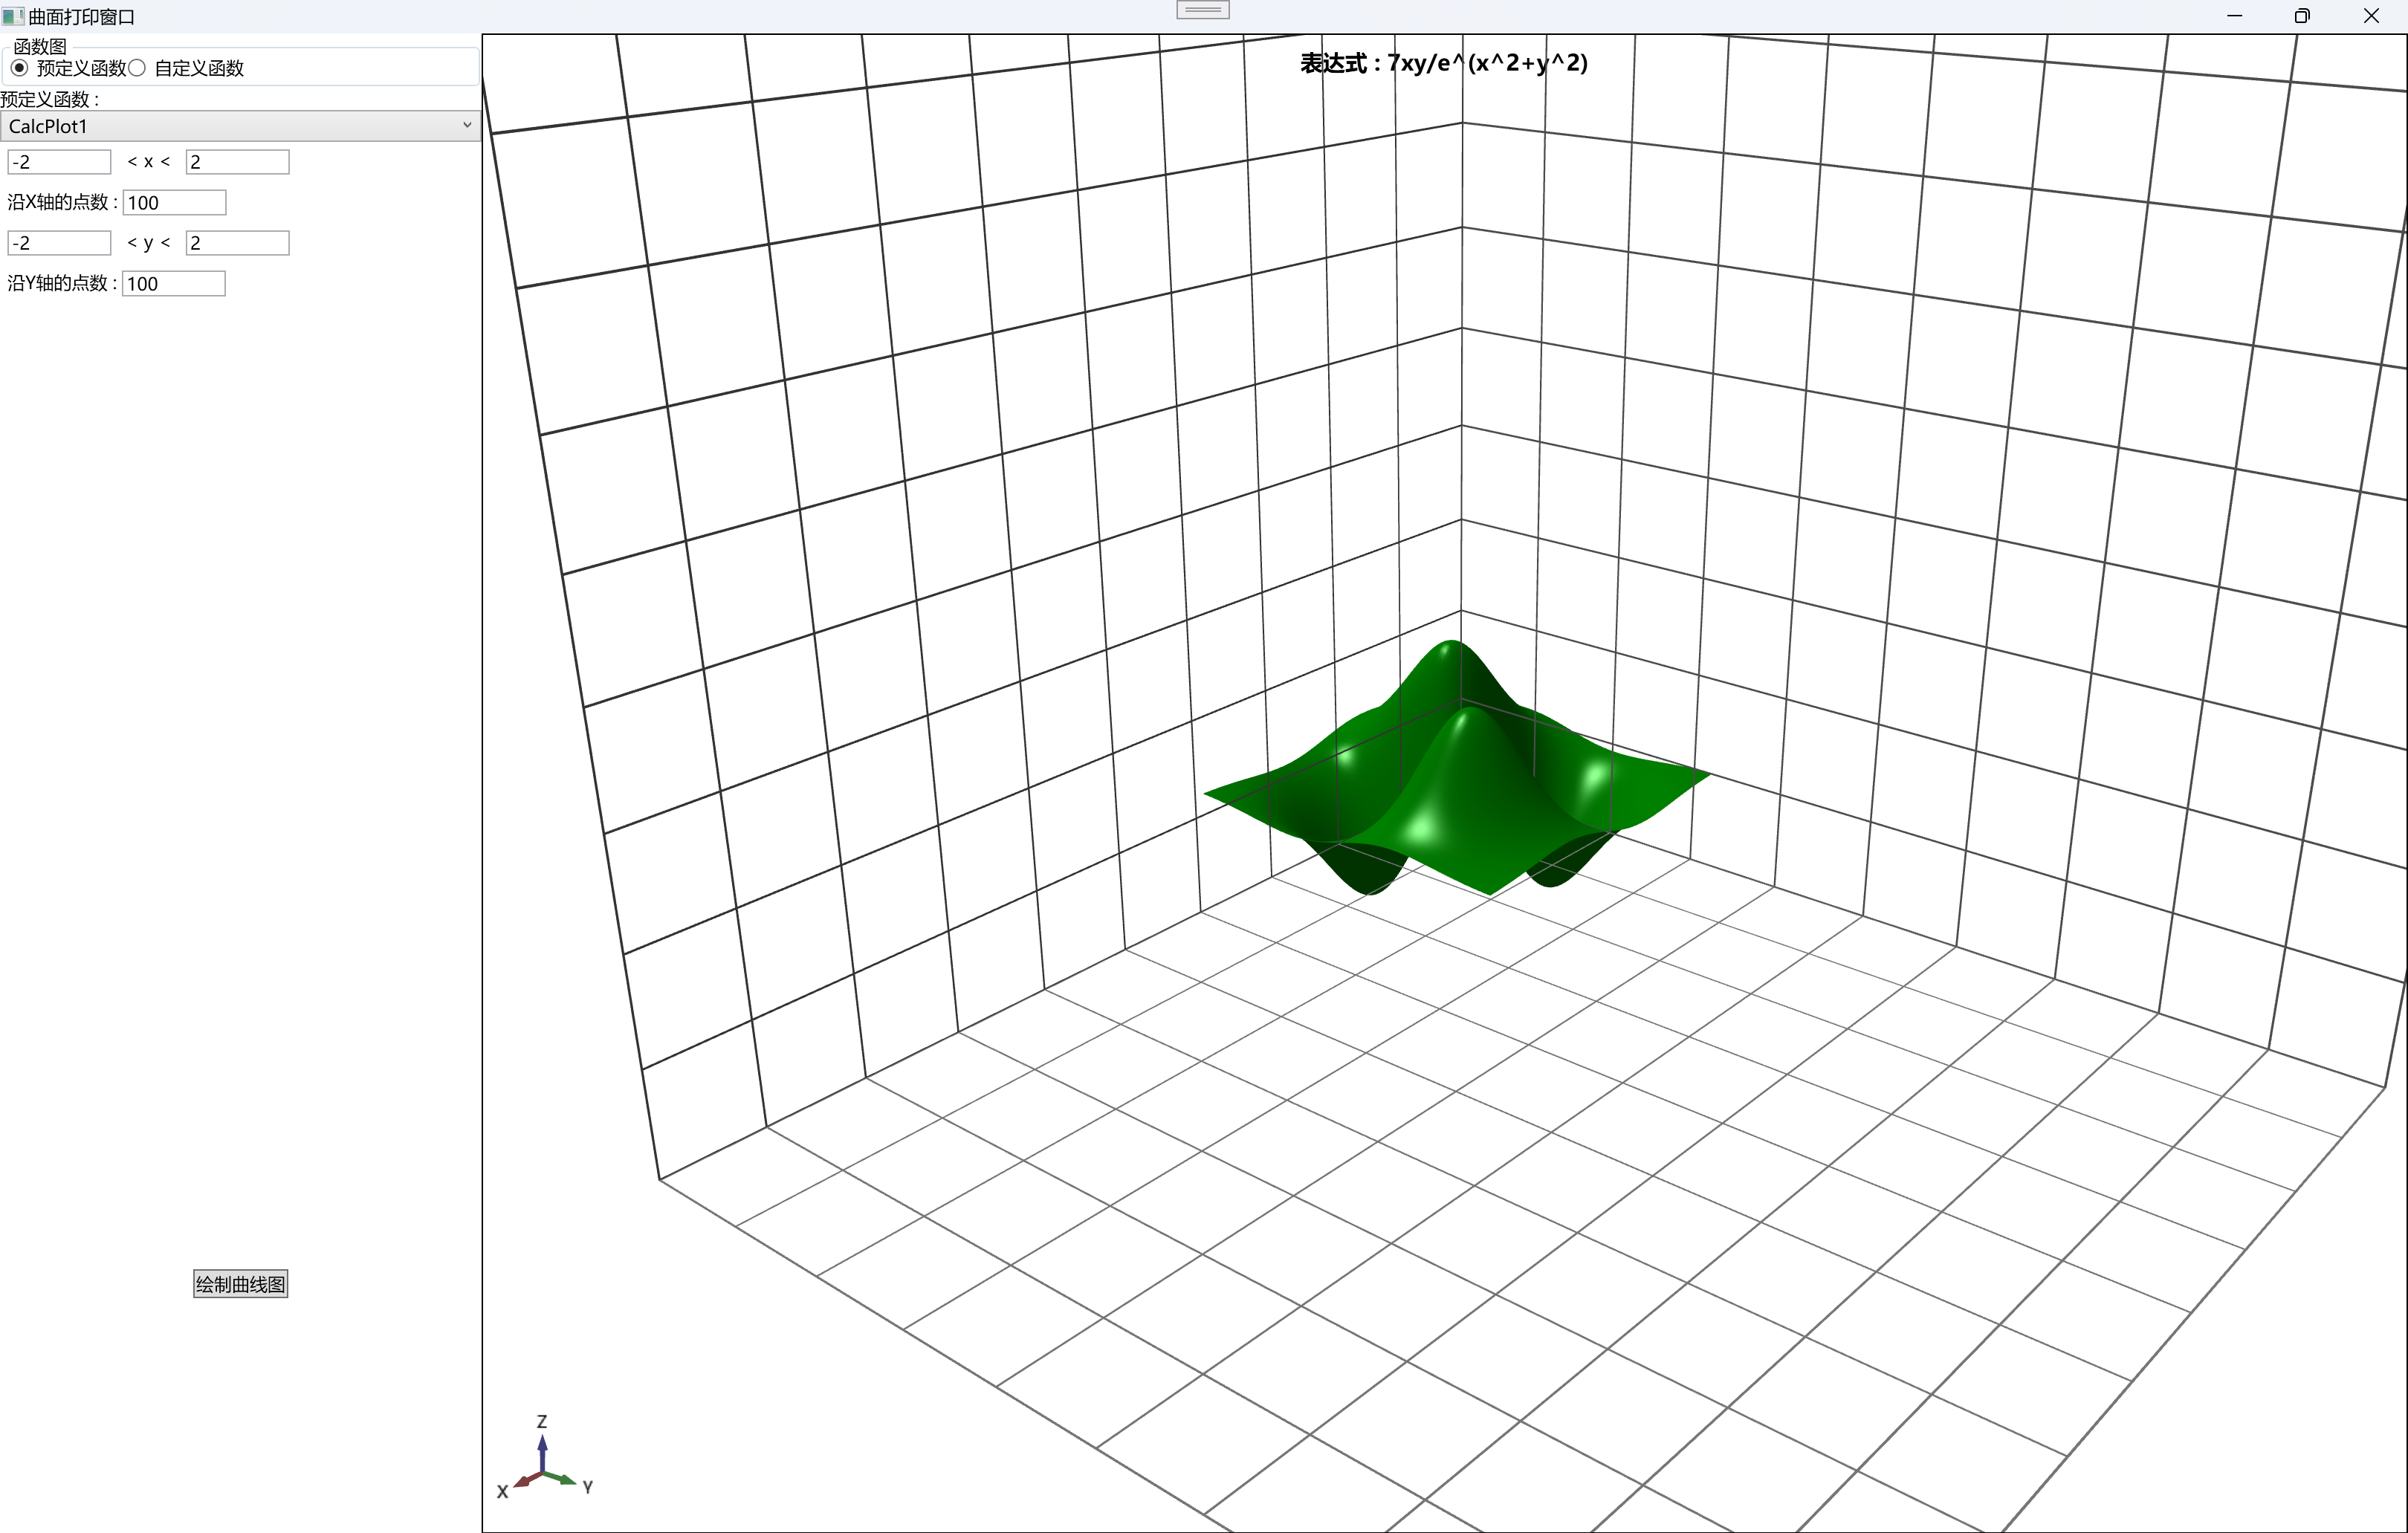 曲面打印窗口
函数图
预定义函数 自定义函数
预定义函数 :
CalcPlot1
-2 < x < 2
沿X轴的点数 : 100
-2 < y < 2
沿Y轴的点数 : 100
绘制曲线图
表达式 : 7xy/e^(x^2+y^2)
Z
X
Y